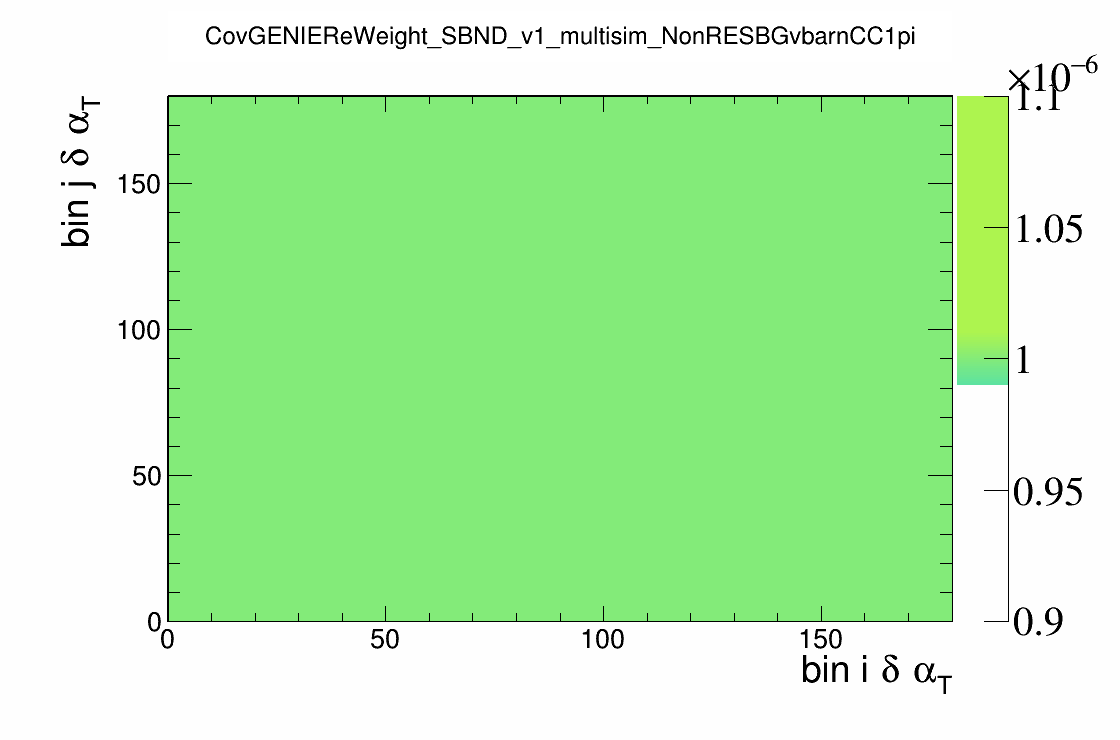 CovGENIEReWeight_SBND_v1_multisim_NonRESBGvbarnCC1pi
×10⁻⁶
bin j δ α_T
150
100
50
0
0 50 100 150
bin i δ α_T
1.1
1.05
1
0.95
0.9